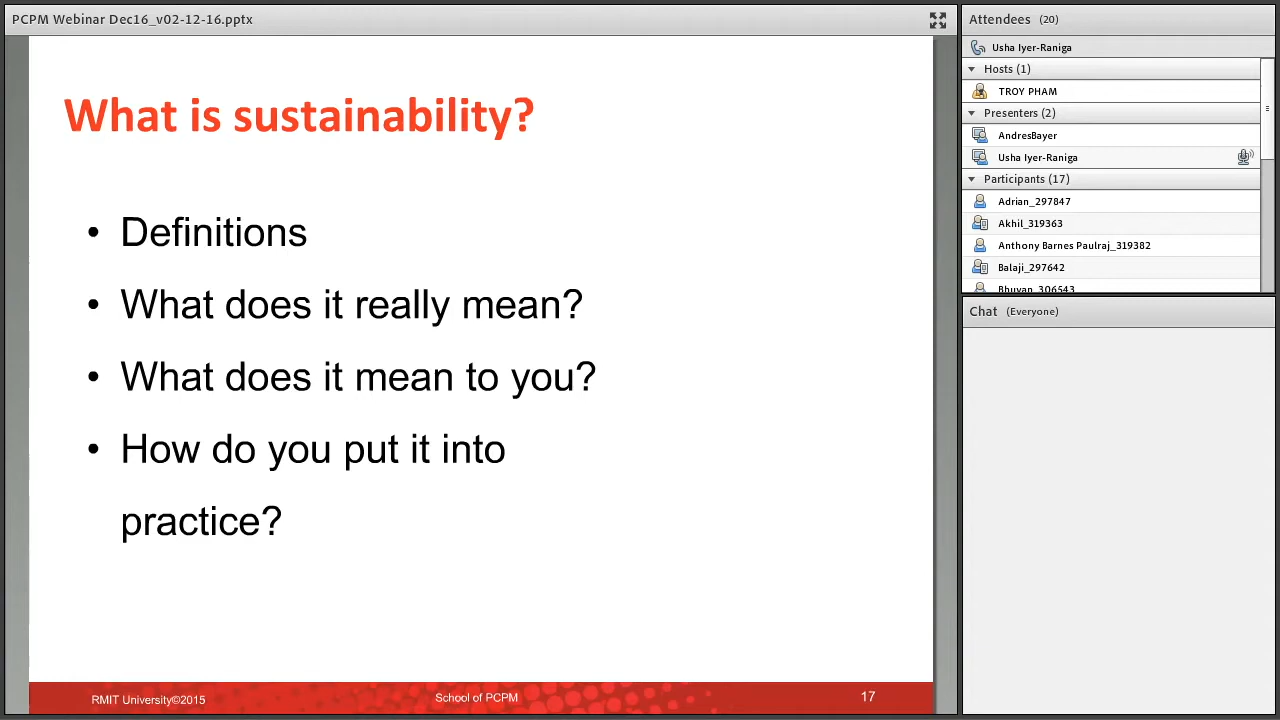 PCPM Webinar Dec16_v02-12-16.pptx
What is sustainability?
• Definitions
• What does it really mean?
• What does it mean to you?
• How do you put it into
practice?
RMIT University©2015
School of PCPM
17
Attendees (20)
Usha Iyer-Raniga
Hosts (1)
TROY PHAM
Presenters (2)
AndresBayer
Usha Iyer-Raniga
Participants (17)
Adrian_297847
Akhil_319363
Anthony Barnes Paulraj_319382
Balaji_297642
Bhuvan_306543
Chat (Everyone)